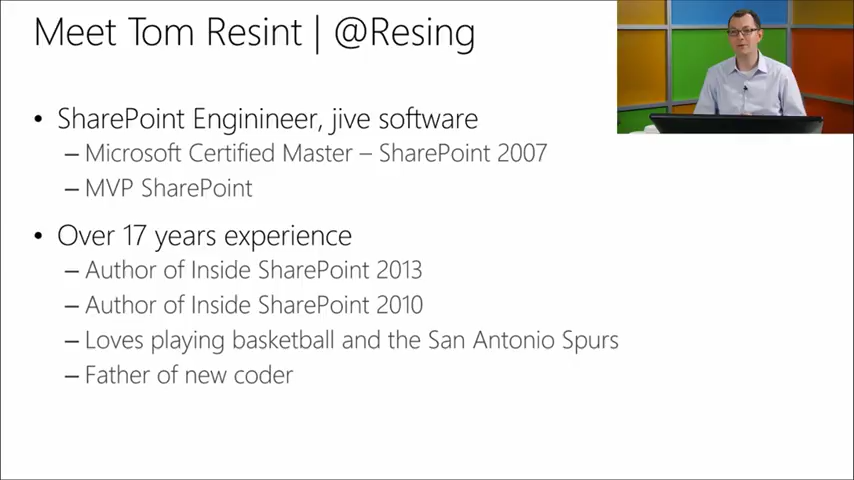 Meet Tom Resint | @Resing
• SharePoint Enginineer, jive software
– Microsoft Certified Master – SharePoint 2007
– MVP SharePoint
• Over 17 years experience
– Author of Inside SharePoint 2013
– Author of Inside SharePoint 2010
– Loves playing basketball and the San Antonio Spurs
– Father of new coder